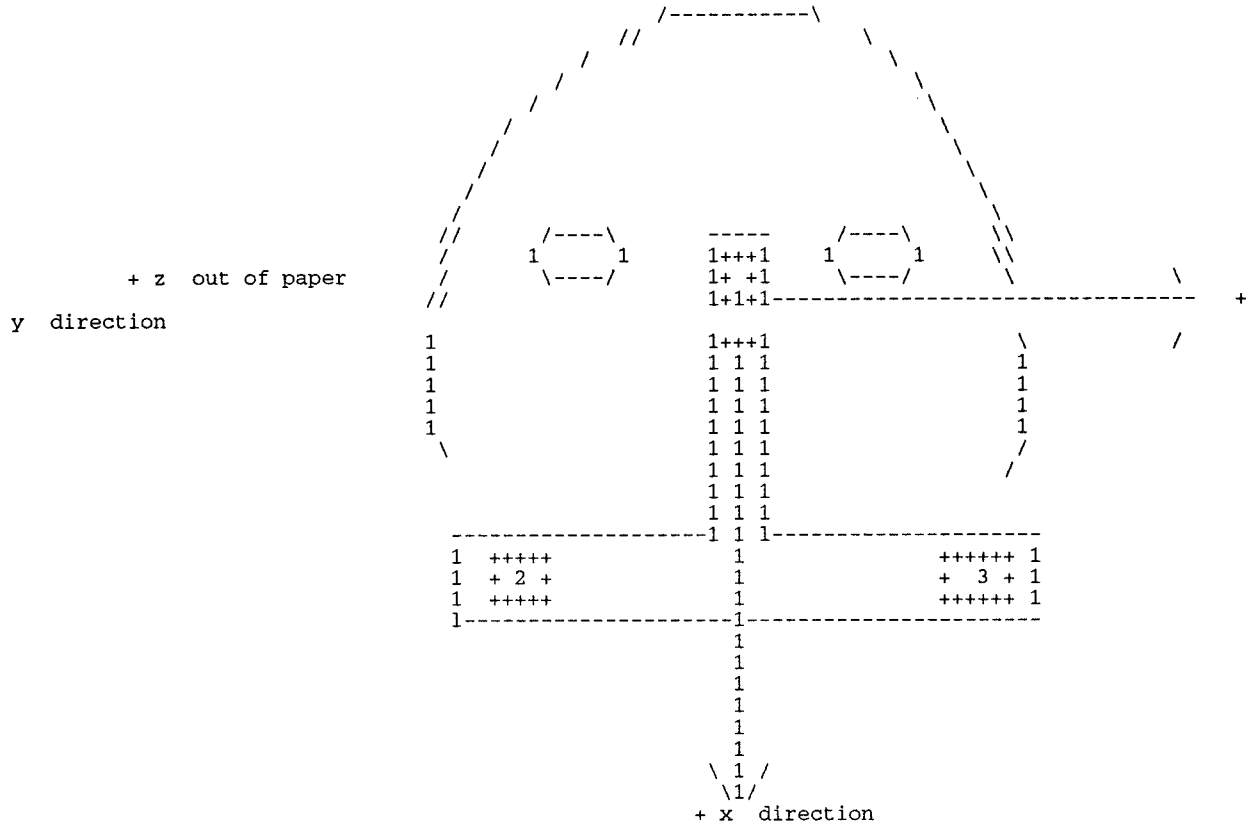 + z out of paper
+
y direction
2 3
+ x direction